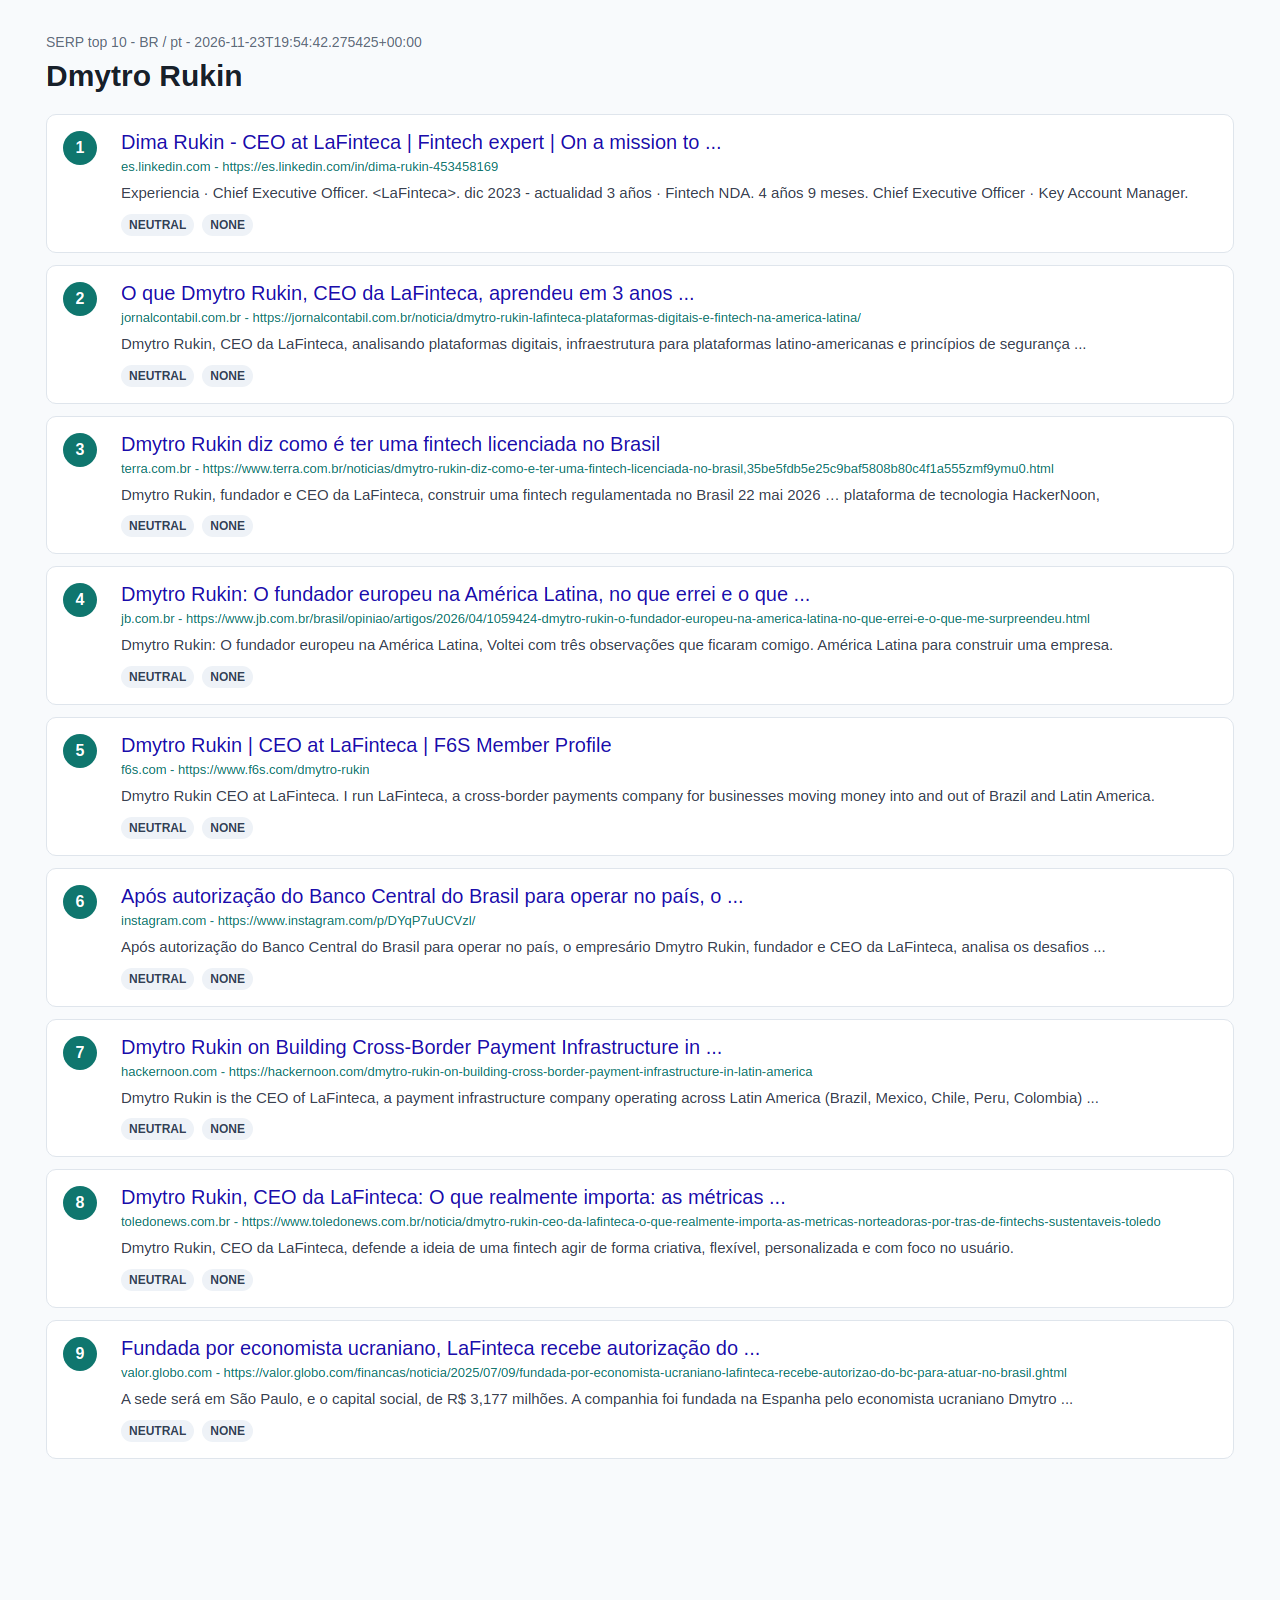 SERP top 10 - BR / pt - 2026-11-23T19:54:42.275425+00:00
Dmytro Rukin
1
Dima Rukin - CEO at LaFinteca | Fintech expert | On a mission to ...
es.linkedin.com - https://es.linkedin.com/in/dima-rukin-453458169
Experiencia · Chief Executive Officer. <LaFinteca>. dic 2023 - actualidad 3 años · Fintech NDA. 4 años 9 meses. Chief Executive Officer · Key Account Manager.
NEUTRAL NONE
2
O que Dmytro Rukin, CEO da LaFinteca, aprendeu em 3 anos ...
jornalcontabil.com.br - https://jornalcontabil.com.br/noticia/dmytro-rukin-lafinteca-plataformas-digitais-e-fintech-na-america-latina/
Dmytro Rukin, CEO da LaFinteca, analisando plataformas digitais, infraestrutura para plataformas latino-americanas e princípios de segurança ...
NEUTRAL NONE
3
Dmytro Rukin diz como é ter uma fintech licenciada no Brasil
terra.com.br - https://www.terra.com.br/noticias/dmytro-rukin-diz-como-e-ter-uma-fintech-licenciada-no-brasil,35be5fdb5e25c9baf5808b80c4f1a555zmf9ymu0.html
Dmytro Rukin, fundador e CEO da LaFinteca, construir uma fintech regulamentada no Brasil 22 mai 2026 … plataforma de tecnologia HackerNoon,
NEUTRAL NONE
4
Dmytro Rukin: O fundador europeu na América Latina, no que errei e o que ...
jb.com.br - https://www.jb.com.br/brasil/opiniao/artigos/2026/04/1059424-dmytro-rukin-o-fundador-europeu-na-america-latina-no-que-errei-e-o-que-me-surpreendeu.html
Dmytro Rukin: O fundador europeu na América Latina, Voltei com três observações que ficaram comigo. América Latina para construir uma empresa.
NEUTRAL NONE
5
Dmytro Rukin | CEO at LaFinteca | F6S Member Profile
f6s.com - https://www.f6s.com/dmytro-rukin
Dmytro Rukin CEO at LaFinteca. I run LaFinteca, a cross-border payments company for businesses moving money into and out of Brazil and Latin America.
NEUTRAL NONE
6
Após autorização do Banco Central do Brasil para operar no país, o ...
instagram.com - https://www.instagram.com/p/DYqP7uUCVzl/
Após autorização do Banco Central do Brasil para operar no país, o empresário Dmytro Rukin, fundador e CEO da LaFinteca, analisa os desafios ...
NEUTRAL NONE
7
Dmytro Rukin on Building Cross-Border Payment Infrastructure in ...
hackernoon.com - https://hackernoon.com/dmytro-rukin-on-building-cross-border-payment-infrastructure-in-latin-america
Dmytro Rukin is the CEO of LaFinteca, a payment infrastructure company operating across Latin America (Brazil, Mexico, Chile, Peru, Colombia) ...
NEUTRAL NONE
8
Dmytro Rukin, CEO da LaFinteca: O que realmente importa: as métricas ...
toledonews.com.br - https://www.toledonews.com.br/noticia/dmytro-rukin-ceo-da-lafinteca-o-que-realmente-importa-as-metricas-norteadoras-por-tras-de-fintechs-sustentaveis-toledo
Dmytro Rukin, CEO da LaFinteca, defende a ideia de uma fintech agir de forma criativa, flexível, personalizada e com foco no usuário.
NEUTRAL NONE
9
Fundada por economista ucraniano, LaFinteca recebe autorização do ...
valor.globo.com - https://valor.globo.com/financas/noticia/2025/07/09/fundada-por-economista-ucraniano-lafinteca-recebe-autorizao-do-bc-para-atuar-no-brasil.ghtml
A sede será em São Paulo, e o capital social, de R$ 3,177 milhões. A companhia foi fundada na Espanha pelo economista ucraniano Dmytro ...
NEUTRAL NONE